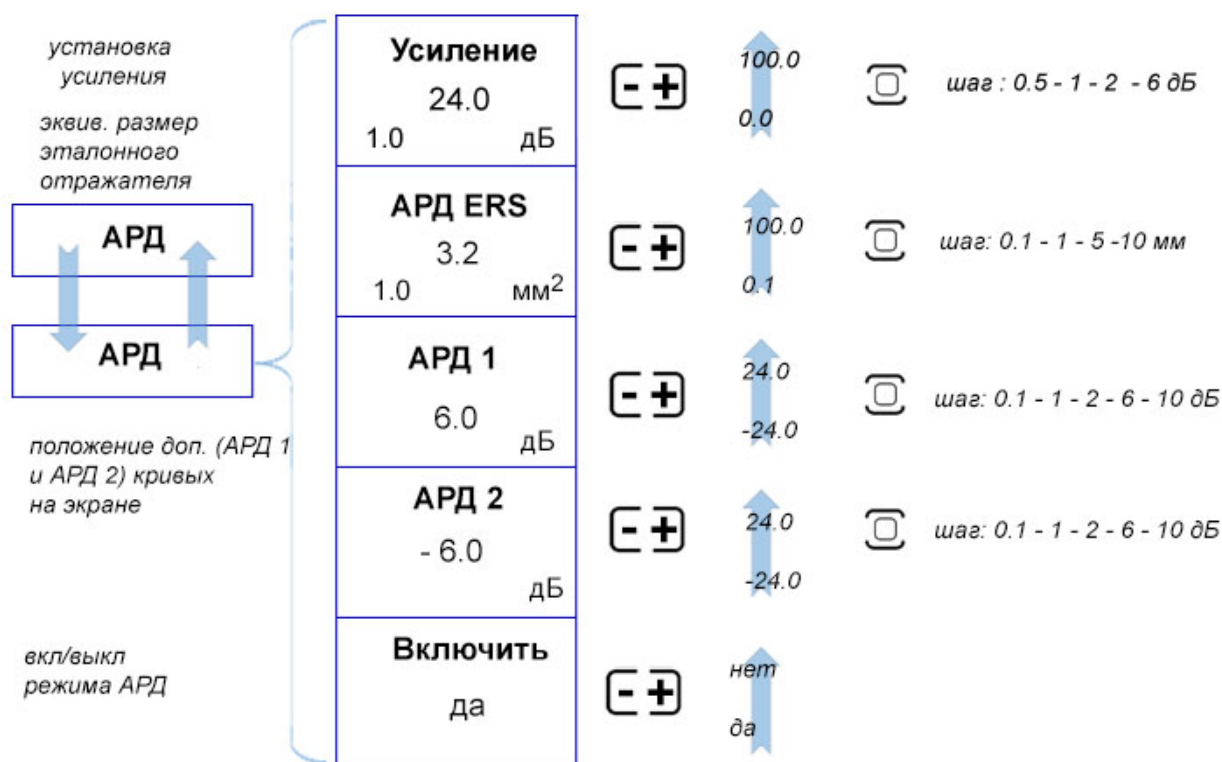 установка
усиления
Усиление
24.0
1.0 дБ
- +
100.0
0.0
шаг : 0.5 - 1 - 2 - 6 дБ
эквив. размер
эталонного
отражателя
АРД
АРД ERS
3.2
1.0 мм²
- +
100.0
0.1
шаг: 0.1 - 1 - 5 -10 мм
АРД
АРД 1
6.0
дБ
- +
24.0
-24.0
шаг: 0.1 - 1 - 2 - 6 - 10 дБ
положение доп. (АРД 1
и АРД 2) кривых
на экране
АРД 2
- 6.0
дБ
- +
24.0
-24.0
шаг: 0.1 - 1 - 2 - 6 - 10 дБ
вкл/выкл
режима АРД
Включить
да
- +
нет
да